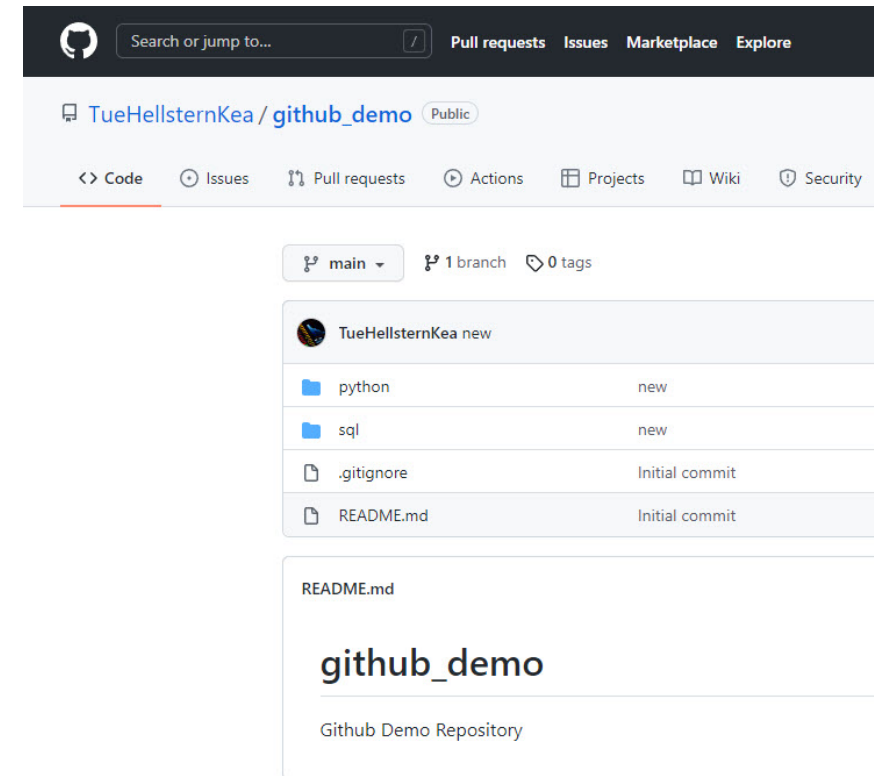 Search or jump to... / Pull requests Issues Marketplace Explore
TueHellsternKea / github_demo Public
<> Code Issues Pull requests Actions Projects Wiki Security
main 1 branch 0 tags
TueHellsternKea new
python new
sql new
.gitignore Initial commit
README.md Initial commit
README.md
github_demo
Github Demo Repository